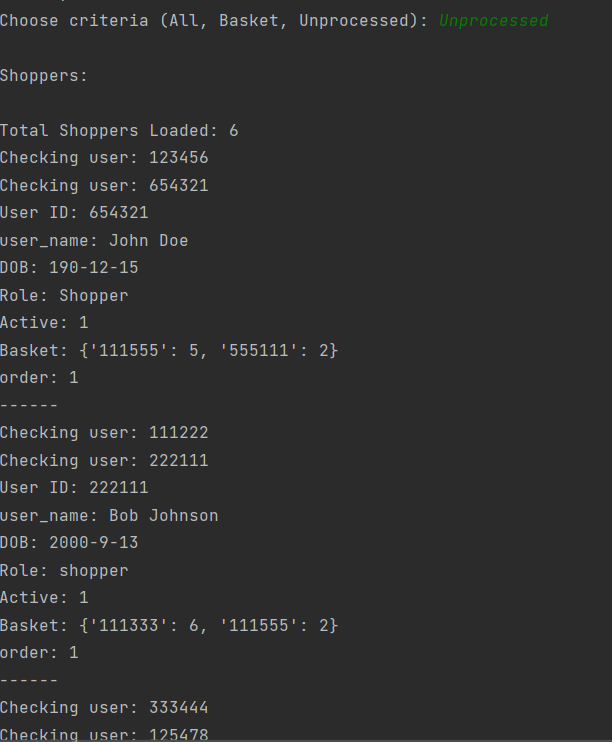 Choose criteria (All, Basket, Unprocessed): Unprocessed
Shoppers:
Total Shoppers Loaded: 6
Checking user: 123456
Checking user: 654321
User ID: 654321
user_name: John Doe
DOB: 190-12-15
Role: Shopper
Active: 1
Basket: {'111555': 5, '555111': 2}
order: 1
------
Checking user: 111222
Checking user: 222111
User ID: 222111
user_name: Bob Johnson
DOB: 2000-9-13
Role: shopper
Active: 1
Basket: {'111333': 6, '111555': 2}
order: 1
------
Checking user: 333444
Checking user: 125478